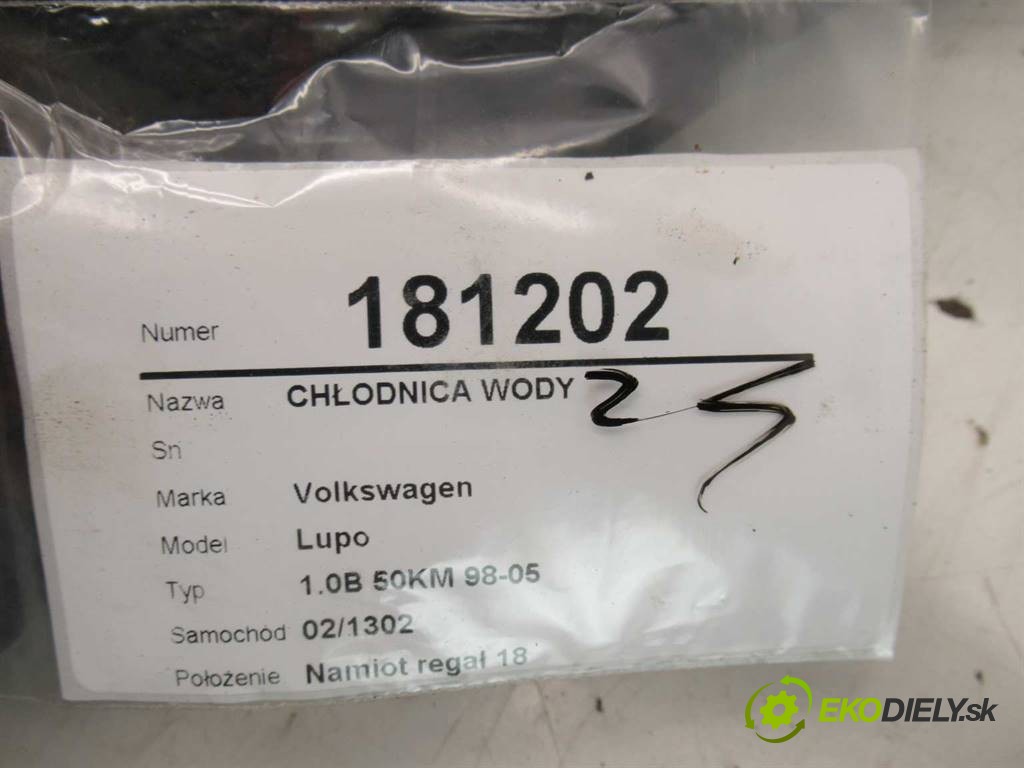 Numer 181202
Nazwa CHŁODNICA WODY
Sn
Marka Volkswagen
Model Lupo
Typ 1.0B 50KM 98-05
Samochód 02/1302
Położenie Namiot regał 18
EKODIELY.sk